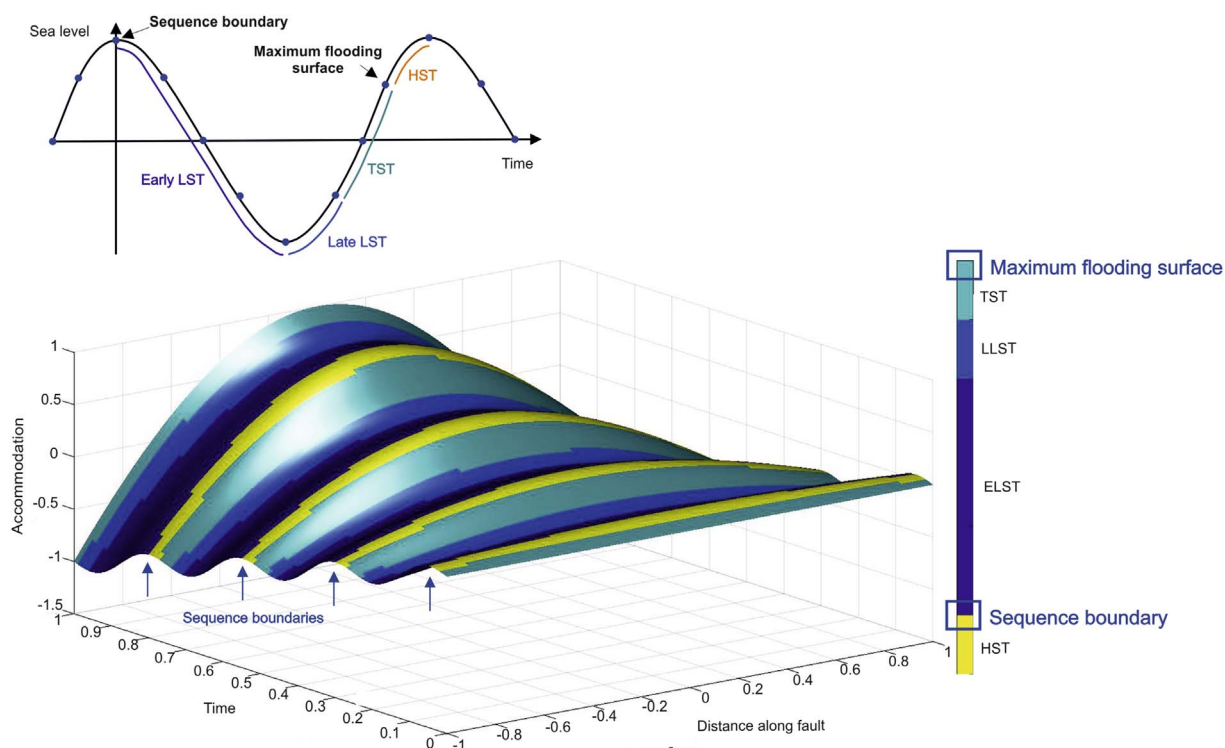 Sequence boundary
Sea level
Maximum flooding
surface
HST
Time
Early LST
TST
Late LST
Maximum flooding surface
TST
LLST
ELST
Sequence boundary
HST
Accommodation
1
0.5
0
-0.5
-1
-1.5
Sequence boundaries
1
0.9
0.8
0.7
0.6
0.5
0.4
0.3
0.2
0.1
0
Time
-1
-0.8
-0.6
-0.4
-0.2
0
0.2
0.4
0.6
0.8
1
Distance along fault